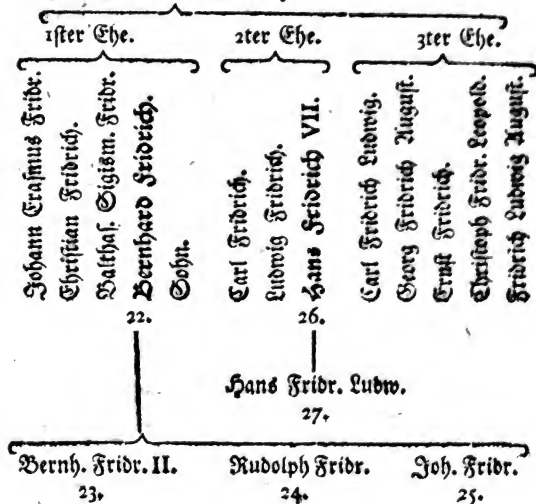 1ster Ehe.
2ter Ehe.
3ter Ehe.
Johann Erasmus Fridr.
Christian Fridrich.
Balthas. Sigism. Fridr.
Bernhard Fridrich.
Sohn.
22.
Carl Fridrich.
Ludwig Fridrich.
Hans Fridrich VII.
26.
Carl Fridrich Ludwig.
Georg Fridrich August.
Ernst Fridrich.
Christoph Fridr. Leopold.
Fridrich Ludwig August.
Hans Fridr. Ludw.
27.
Bernh. Fridr. II.
Rudolph Fridr.
Joh. Fridr.
23.
24.
25.